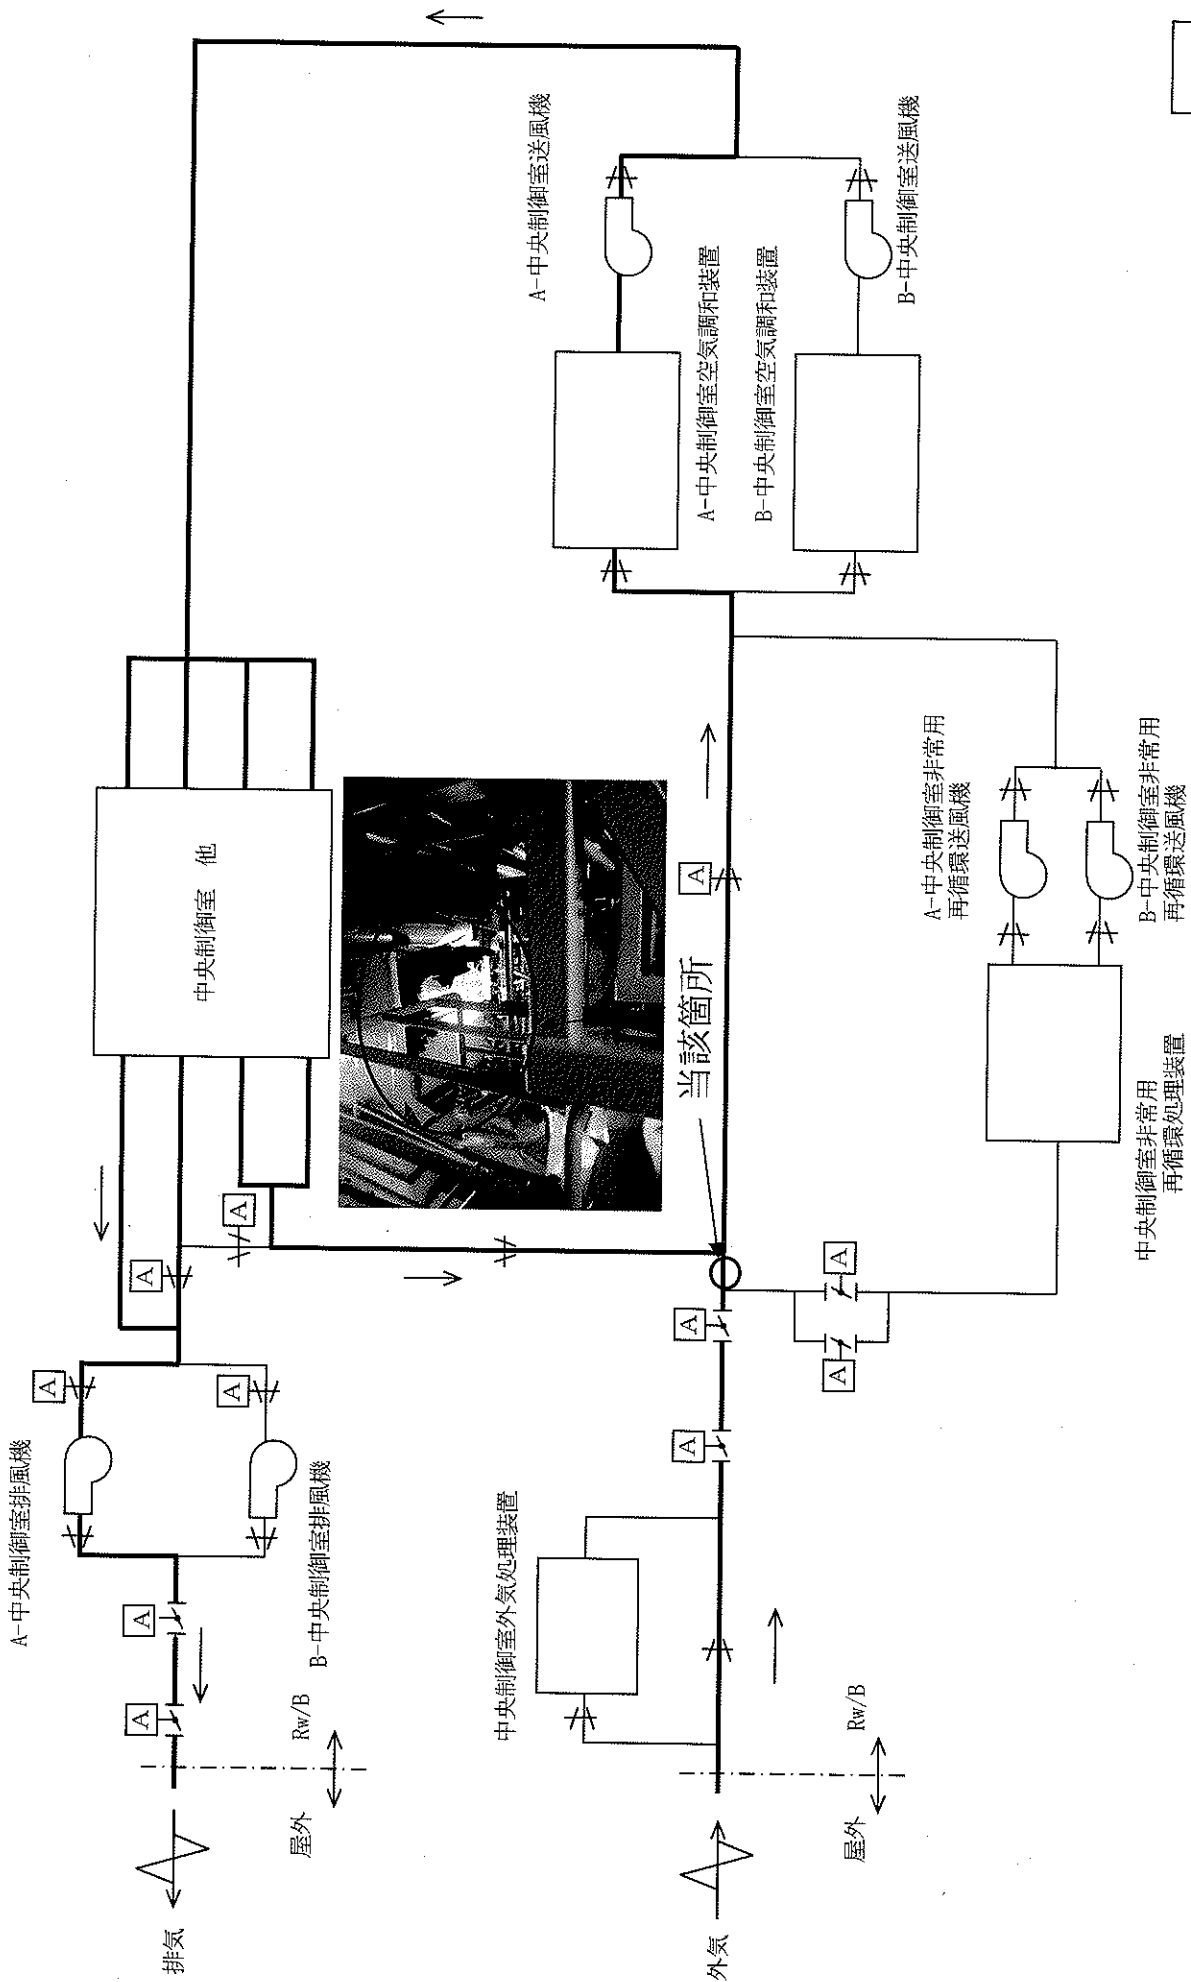 排気
屋外
Rw/B
A
A
A-中央制御室排風機
B-中央制御室排風機
A
A
A
A
中央制御室 他
外気
屋外
Rw/B
中央制御室外気処理装置
A
A
当該箇所
A
A
A
中央制御室非常用
再循環処理装置
A-中央制御室非常用
再循環送風機
B-中央制御室非常用
再循環送風機
A-中央制御室空気調和装置
B-中央制御室空気調和装置
A-中央制御室送風機
B-中央制御室送風機